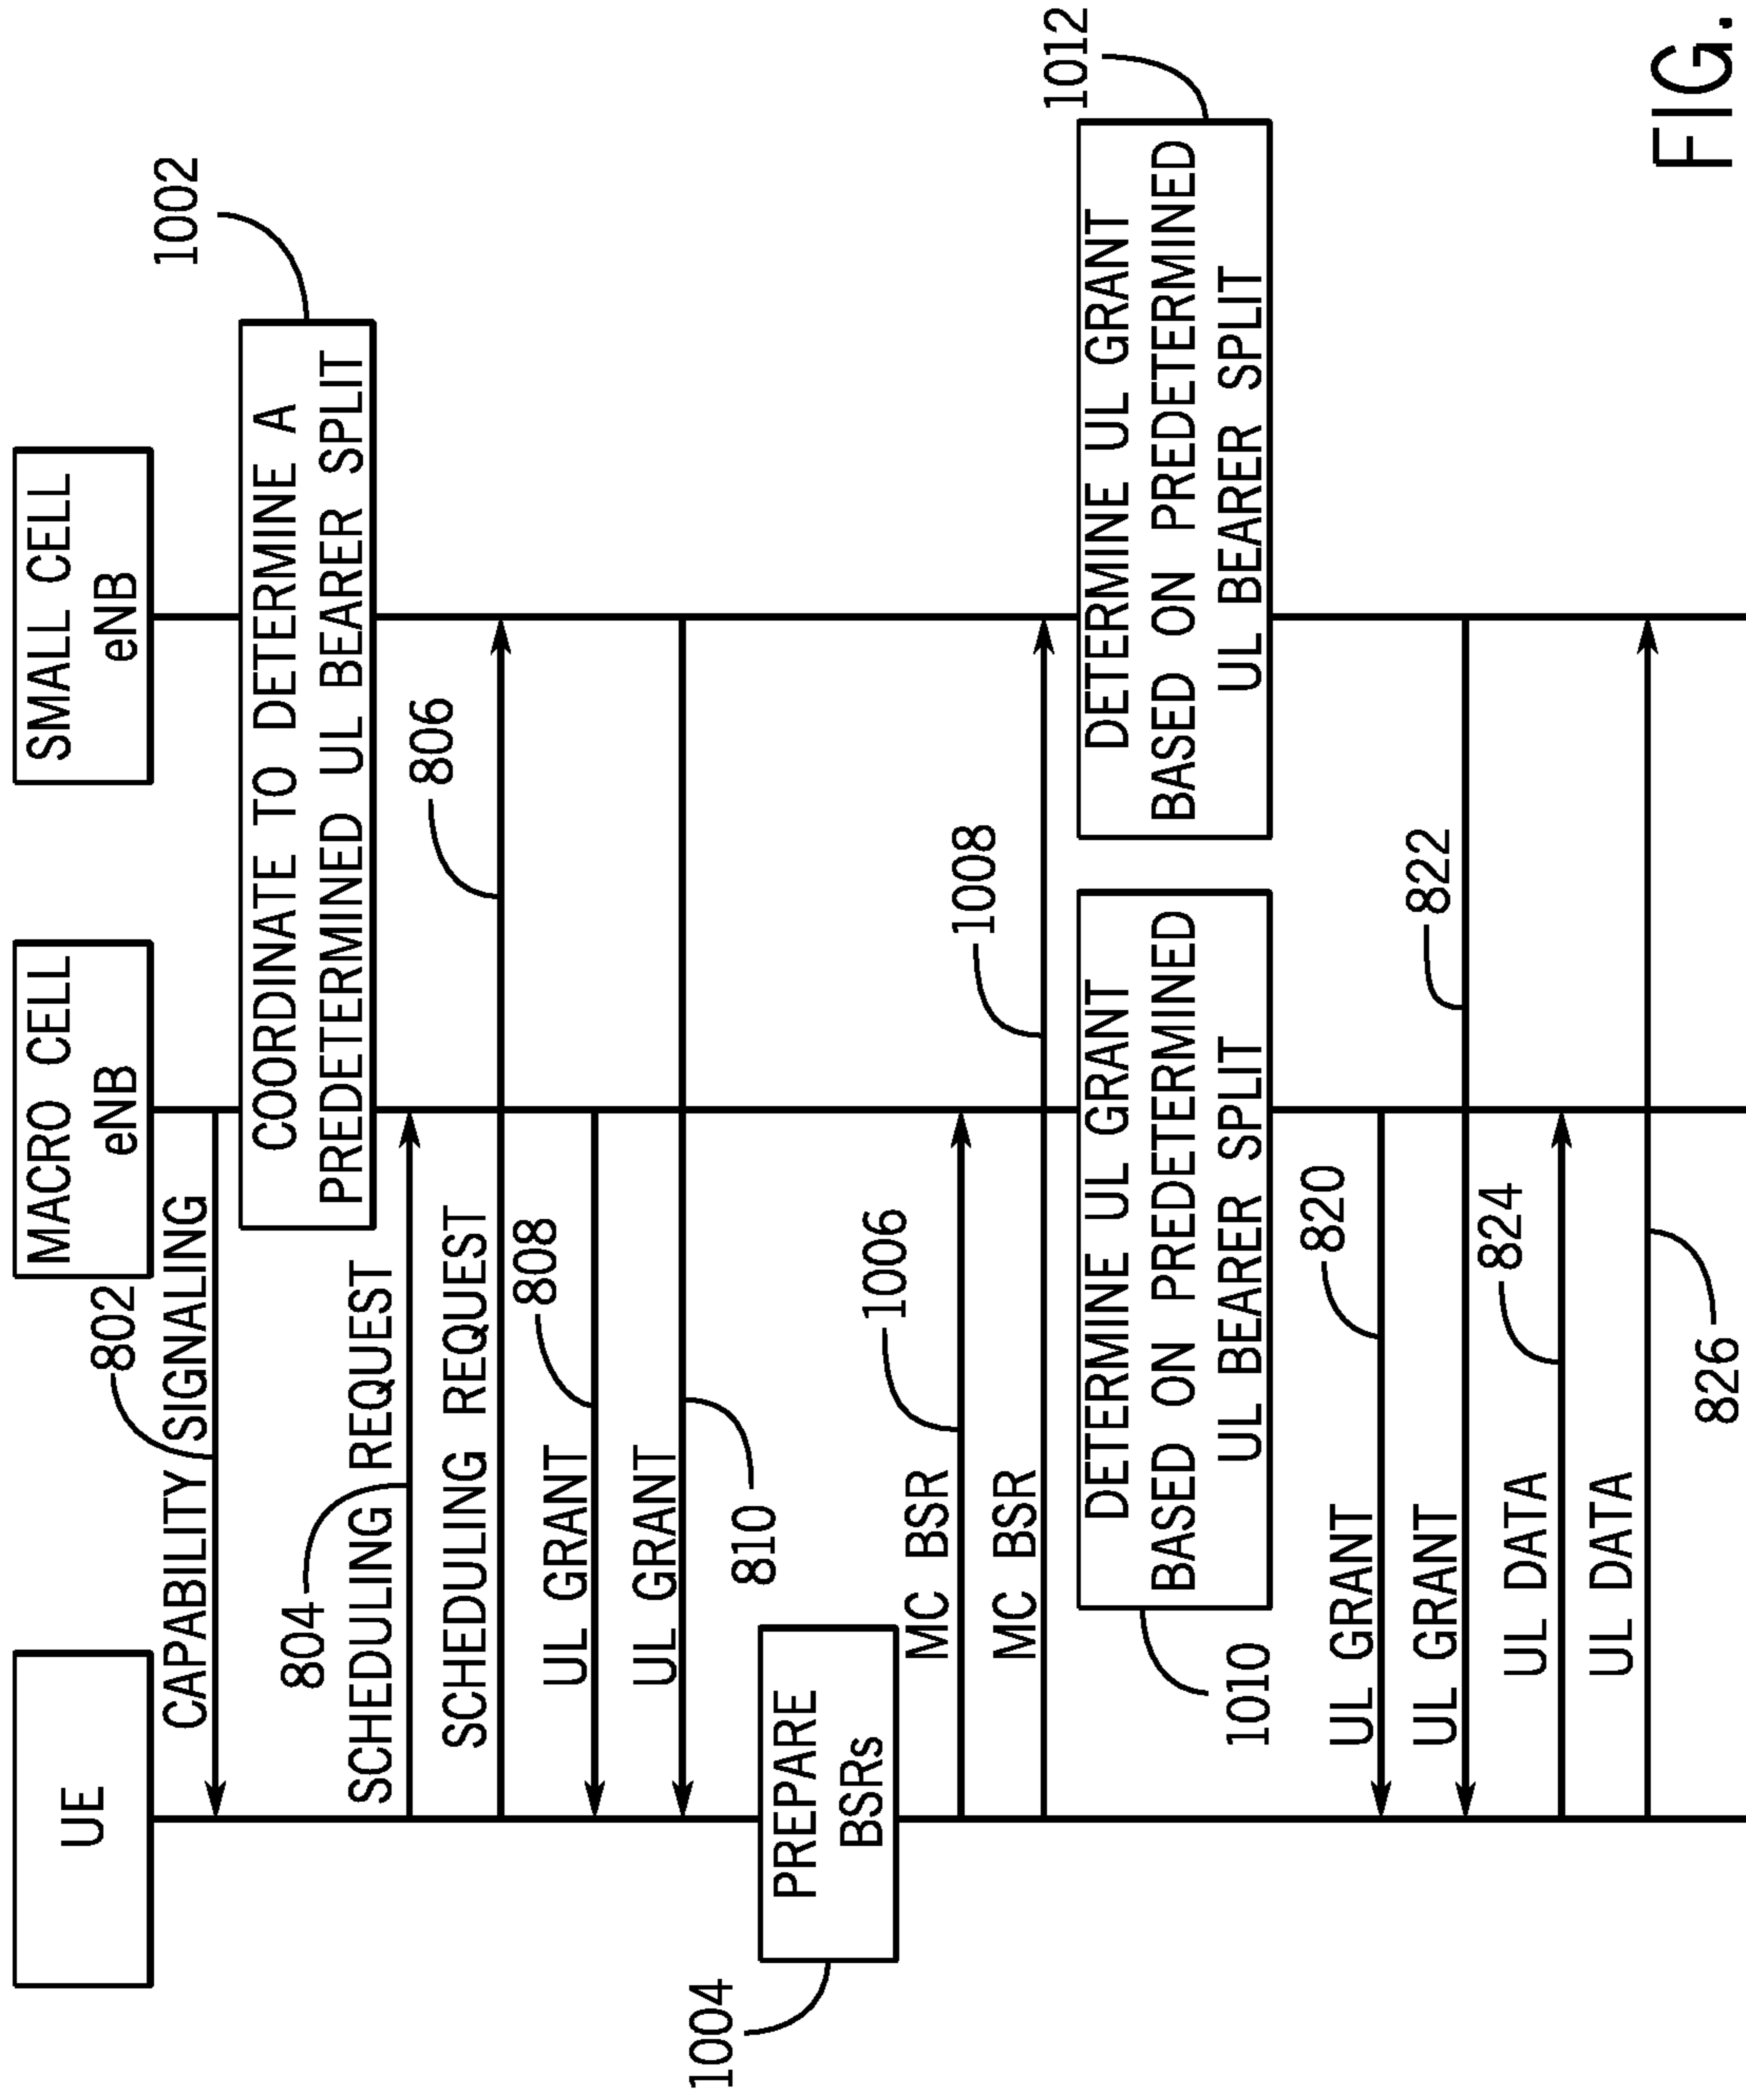 UE
MACRO CELL
eNB
SMALL CELL
eNB
802
CAPABILITY SIGNALING
1002
COORDINATE TO DETERMINE A
PREDETERMINED UL BEARER SPLIT
804
SCHEDULING REQUEST
806
SCHEDULING REQUEST
808
UL GRANT
UL GRANT
810
1004
PREPARE
BSRs
1006
MC BSR
1008
MC BSR
1010
DETERMINE UL GRANT
BASED ON PREDETERMINED
UL BEARER SPLIT
1012
DETERMINE UL GRANT
BASED ON PREDETERMINED
UL BEARER SPLIT
820
UL GRANT
822
UL GRANT
824
UL DATA
UL DATA
826
FIG.